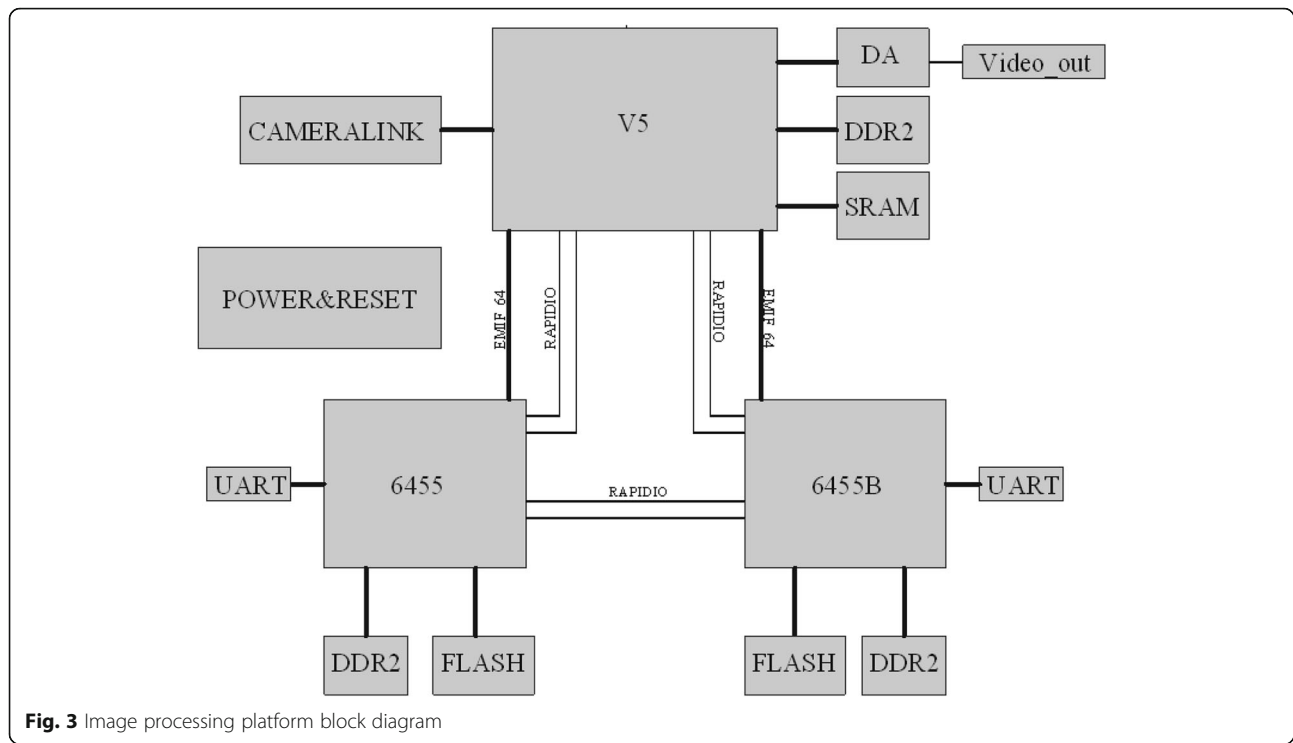 DA
Video_out
V5
CAMERALINK
DDR2
SRAM
POWER&RESET
EMIF 64
RAPIDIO
RAPIDIO
EMIF 64
UART
6455
RAPIDIO
6455B
UART
DDR2
FLASH
FLASH
DDR2
Fig. 3 Image processing platform block diagram